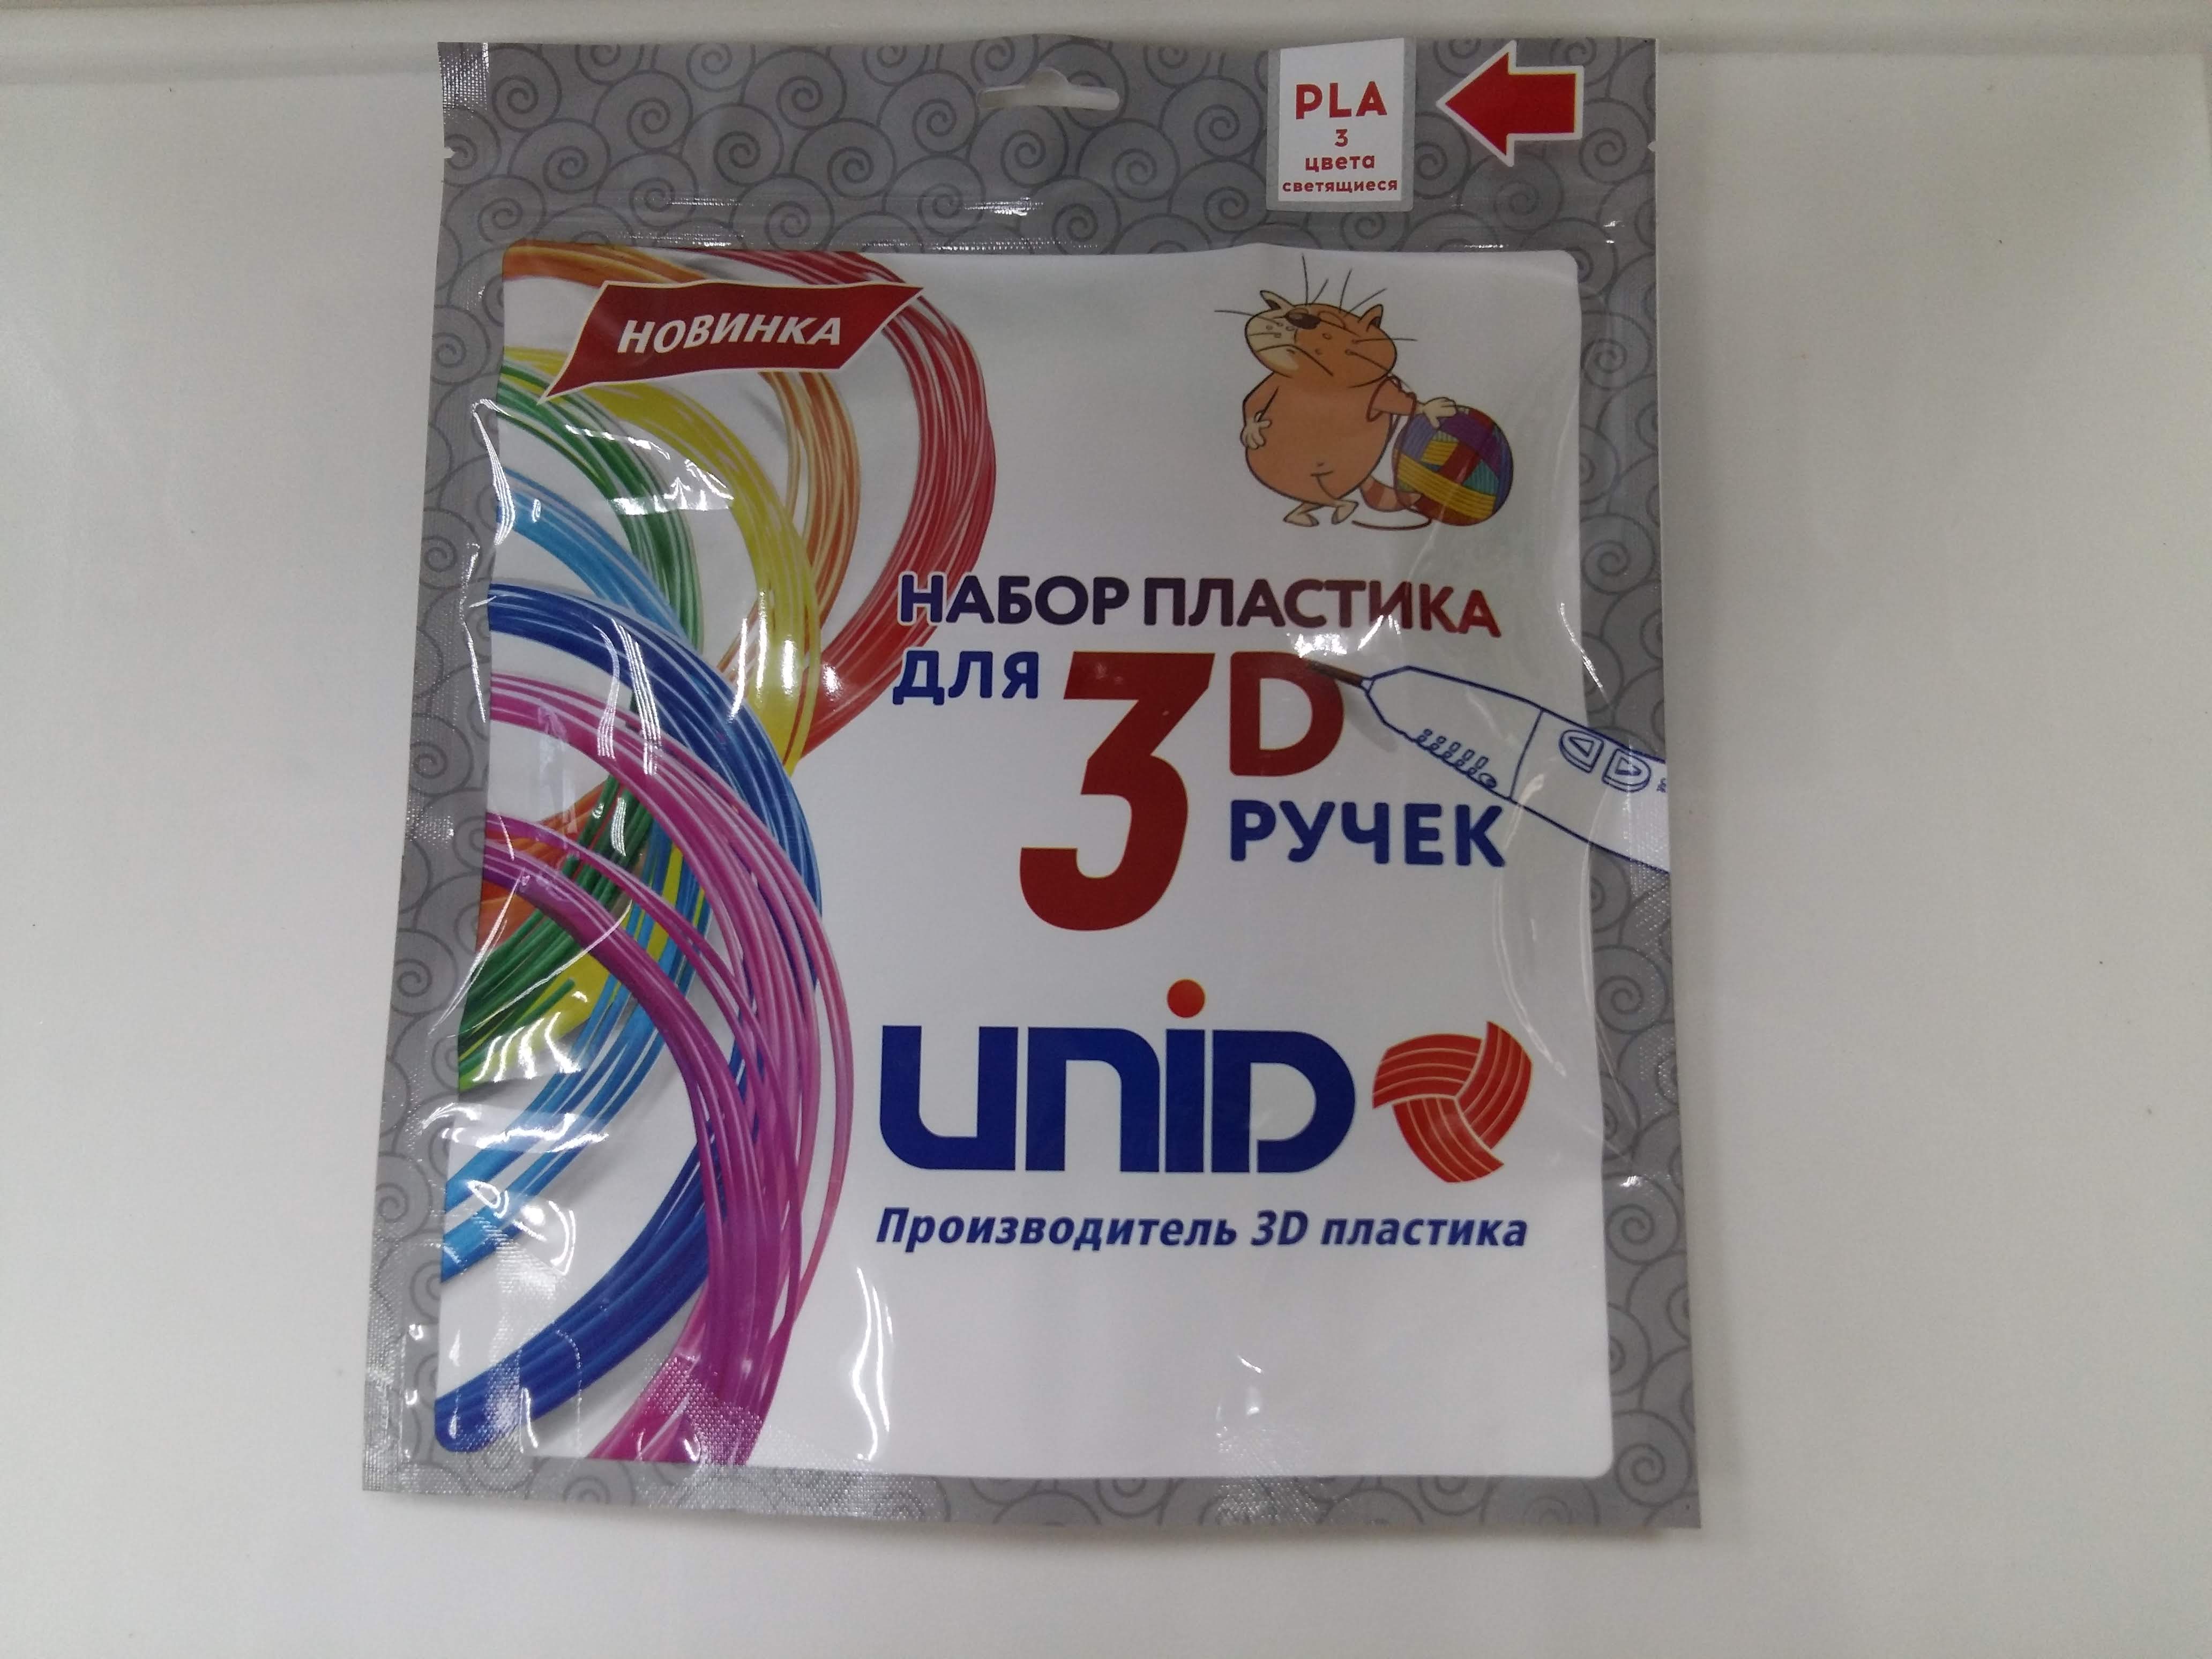 PLA
3
цвета
светящиеся
НОВИНКА
НАБОР ПЛАСТИКА
для
3D
РУЧЕК
UNID
Производитель 3D пластика